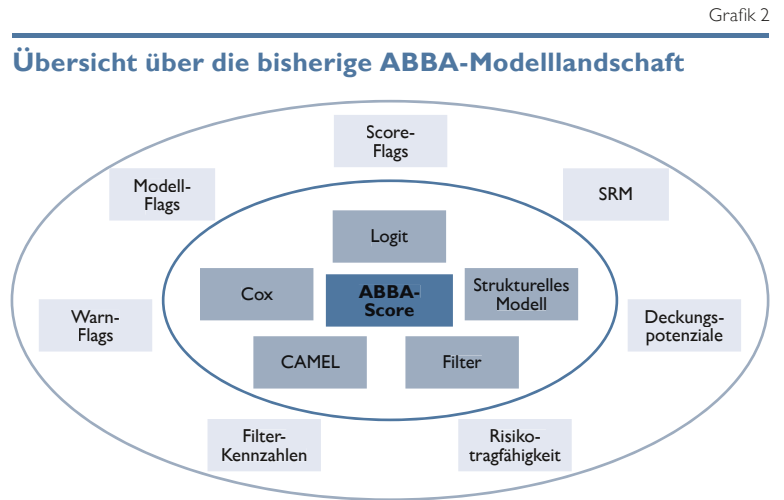 Grafik 2
Übersicht über die bisherige ABBA-Modelllandschaft
Score-
Flags
Modell-
Flags
SRM
Logit
Cox
ABBA-
Score
Strukturelles
Modell
Warn-
Flags
Deckungs-
potenziale
CAMEL
Filter
Filter-
Kennzahlen
Risiko-
tragfähigkeit